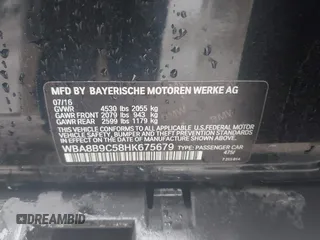 MFD BY BAYERISCHE MOTOREN WERKE AG
07/16
GVWR 4530 lbs 2055 kg
GAWR FRONT 2079 lbs 943 kg
GAWR REAR 2599 lbs 1179 kg
THIS VEHICLE CONFORMS TO ALL APPLICABLE U.S. FEDERAL MOTOR
VEHICLE SAFETY, BUMPER AND THEFT PREVENTION STANDARDS
IN EFFECT ON THE DATE OF MANUFACTURE SHOWN ABOVE.
WBA8B9C58HK675679 TYPE: PASSENGER CAR
475/
AUTOBIDMASTER
DREAMBID